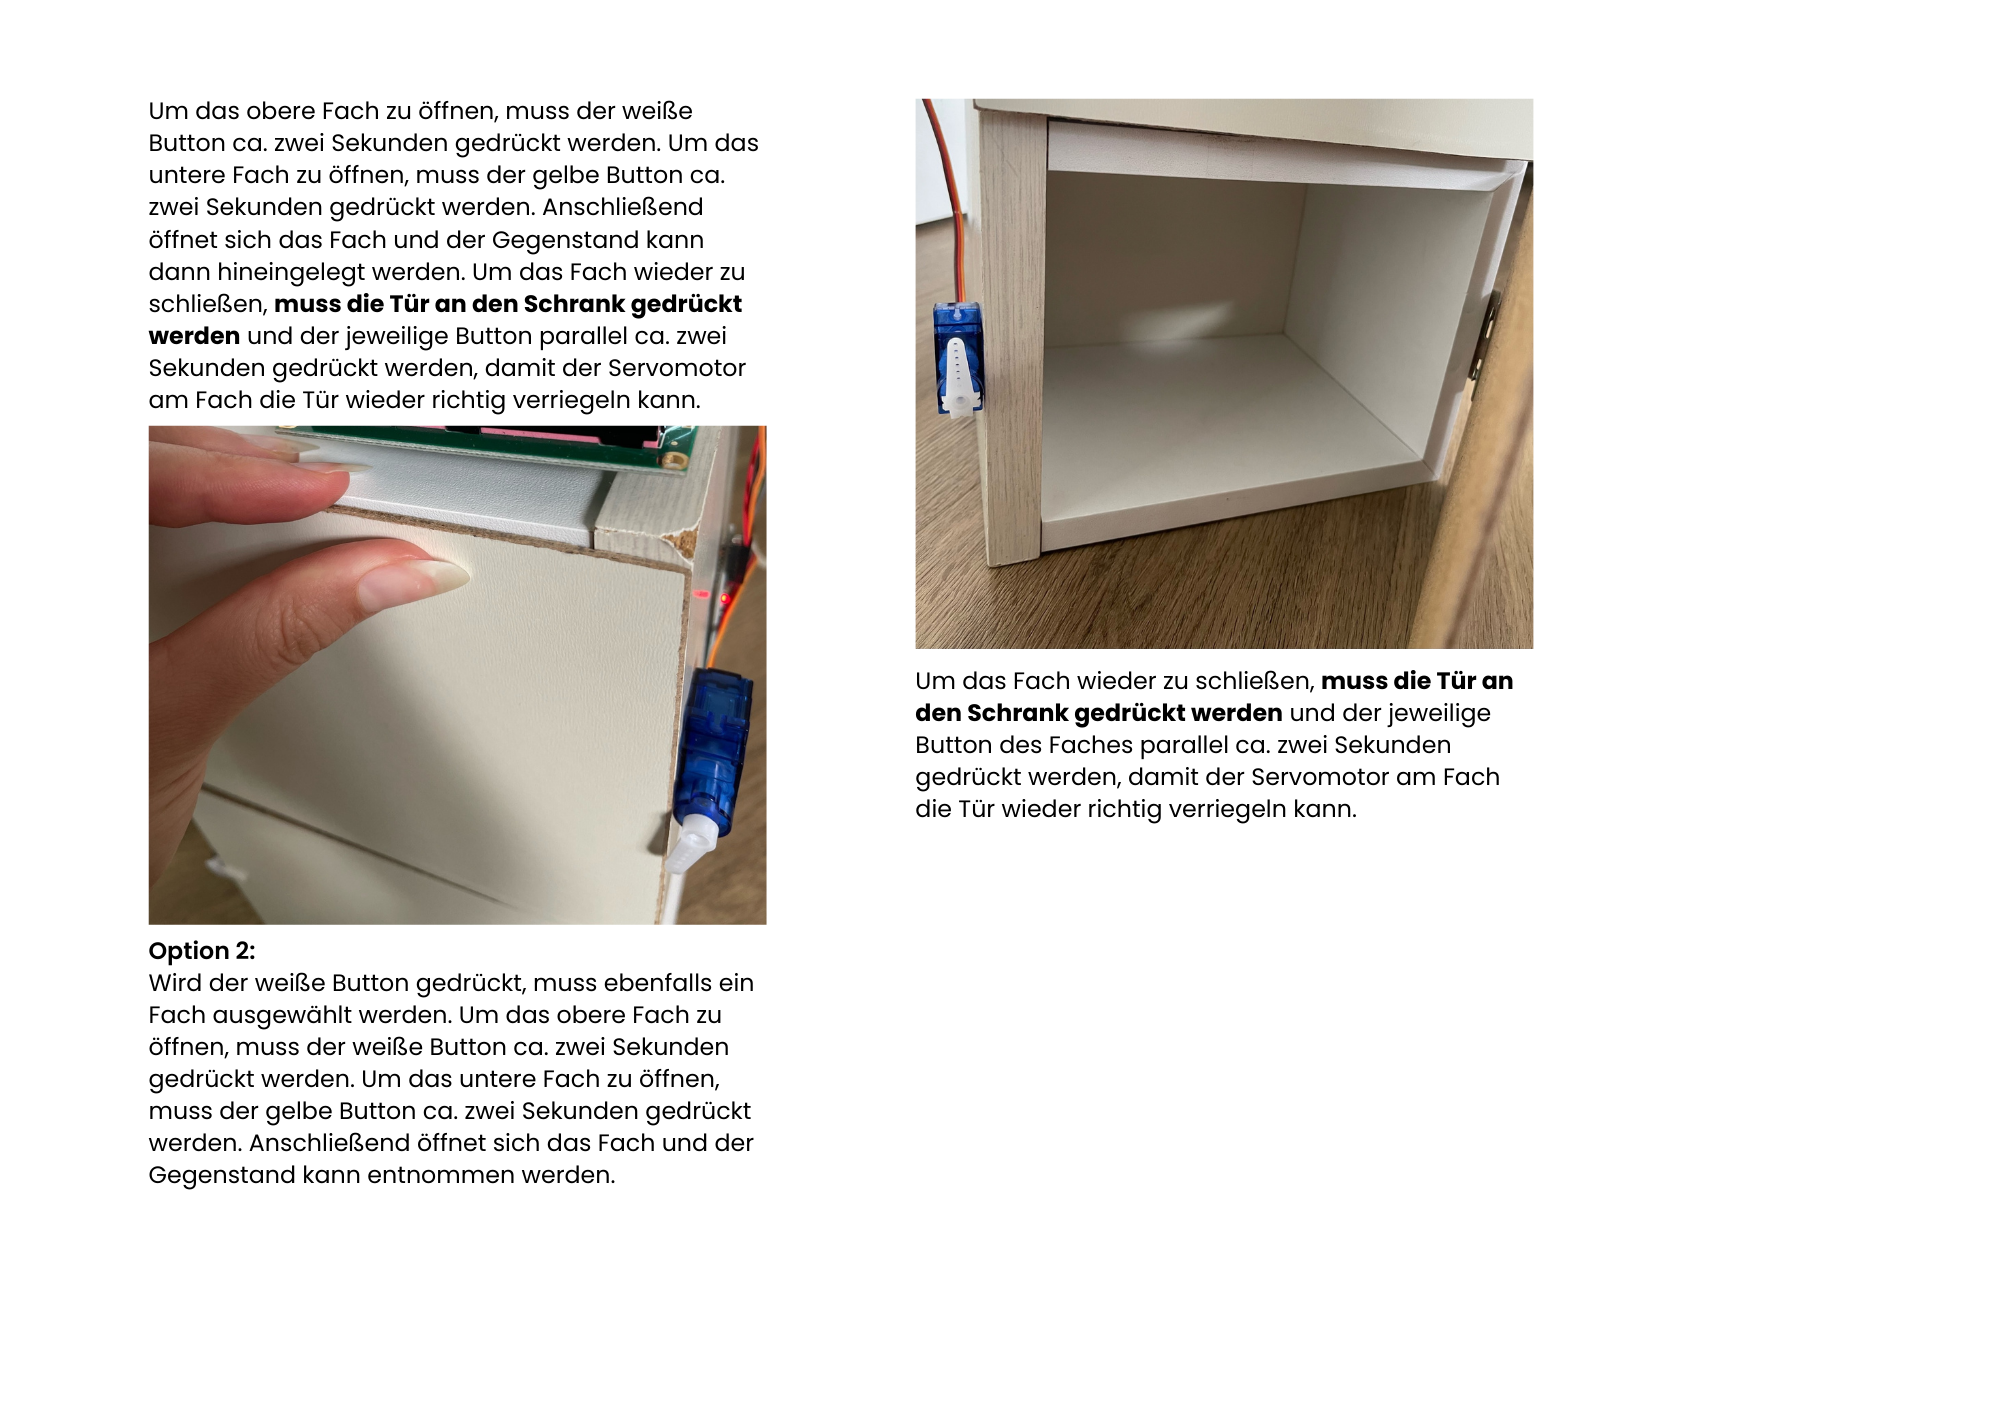 Um das obere Fach zu öffnen, muss der weiße
Button ca. zwei Sekunden gedrückt werden. Um das
untere Fach zu öffnen, muss der gelbe Button ca.
zwei Sekunden gedrückt werden. Anschließend
öffnet sich das Fach und der Gegenstand kann
dann hineingelegt werden. Um das Fach wieder zu
schließen, muss die Tür an den Schrank gedrückt
werden und der jeweilige Button parallel ca. zwei
Sekunden gedrückt werden, damit der Servomotor
am Fach die Tür wieder richtig verriegeln kann.
Option 2:
Wird der weiße Button gedrückt, muss ebenfalls ein
Fach ausgewählt werden. Um das obere Fach zu
öffnen, muss der weiße Button ca. zwei Sekunden
gedrückt werden. Um das untere Fach zu öffnen,
muss der gelbe Button ca. zwei Sekunden gedrückt
werden. Anschließend öffnet sich das Fach und der
Gegenstand kann entnommen werden.
Um das Fach wieder zu schließen, muss die Tür an
den Schrank gedrückt werden und der jeweilige
Button des Faches parallel ca. zwei Sekunden
gedrückt werden, damit der Servomotor am Fach
die Tür wieder richtig verriegeln kann.